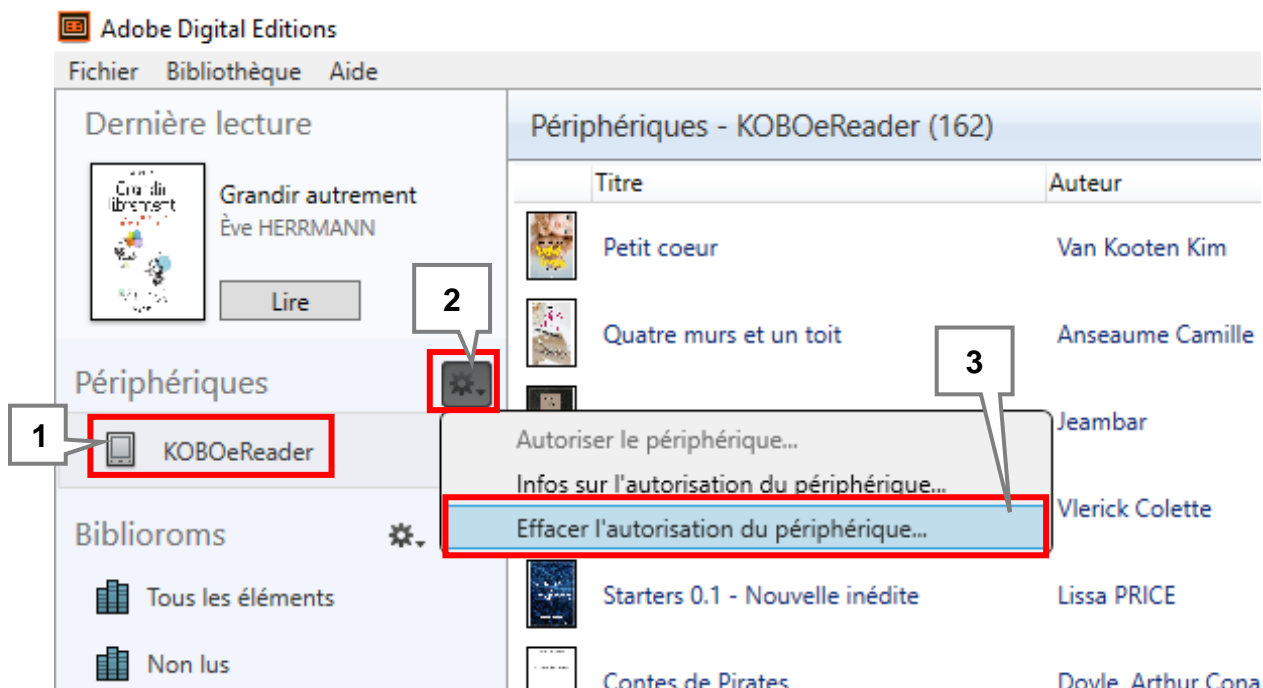 Adobe Digital Editions
Fichier Bibliothèque Aide
Dernière lecture
Grandir autrement
Ève HERRMANN
Lire
2
Périphériques
1
KOBOeReader
Biblioroms
Tous les éléments
Non lus
Périphériques - KOBOeReader (162)
Titre Auteur
Petit coeur Van Kooten Kim
Quatre murs et un toit Anseaume Camille
3
Jeambar
Autoriser le périphérique...
Infos sur l'autorisation du périphérique...
Effacer l'autorisation du périphérique...
Vlerick Colette
Starters 0.1 - Nouvelle inédite Lissa PRICE
Contes de Pirates Doyle, Arthur Cona